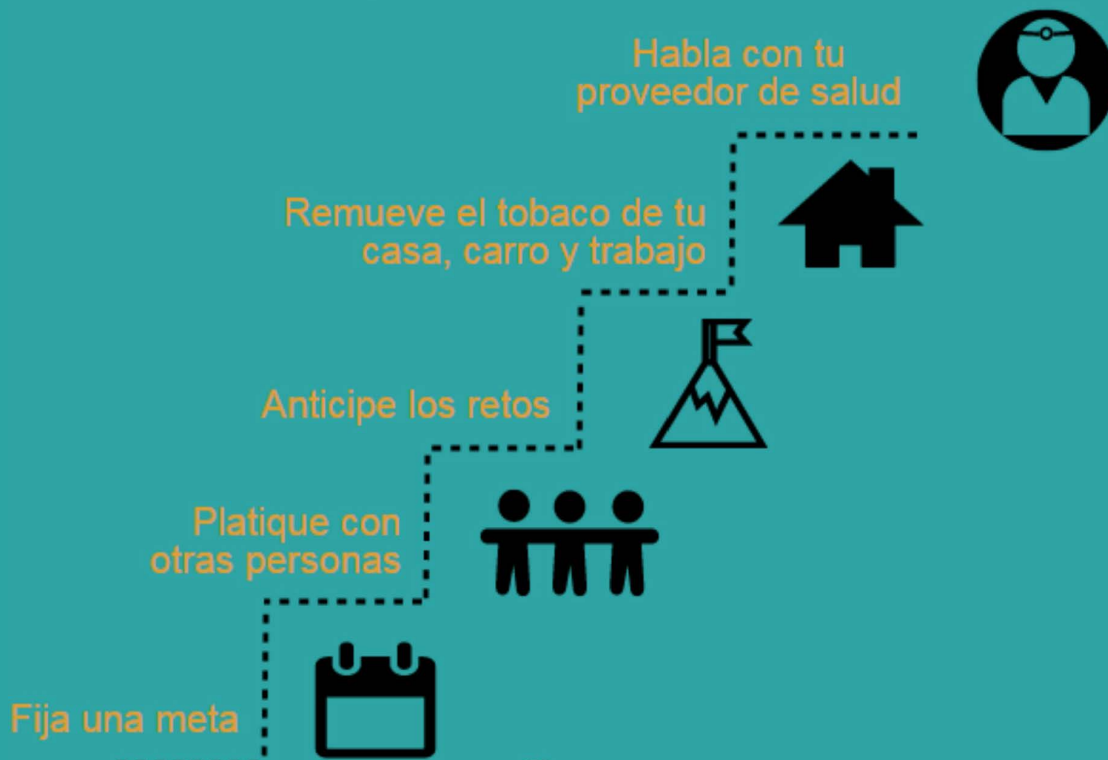 Habla con tu
proveedor de salud
Remueve el tobaco de tu
casa, carro y trabajo
Anticipe los retos
Platique con
otras personas
Fija una meta